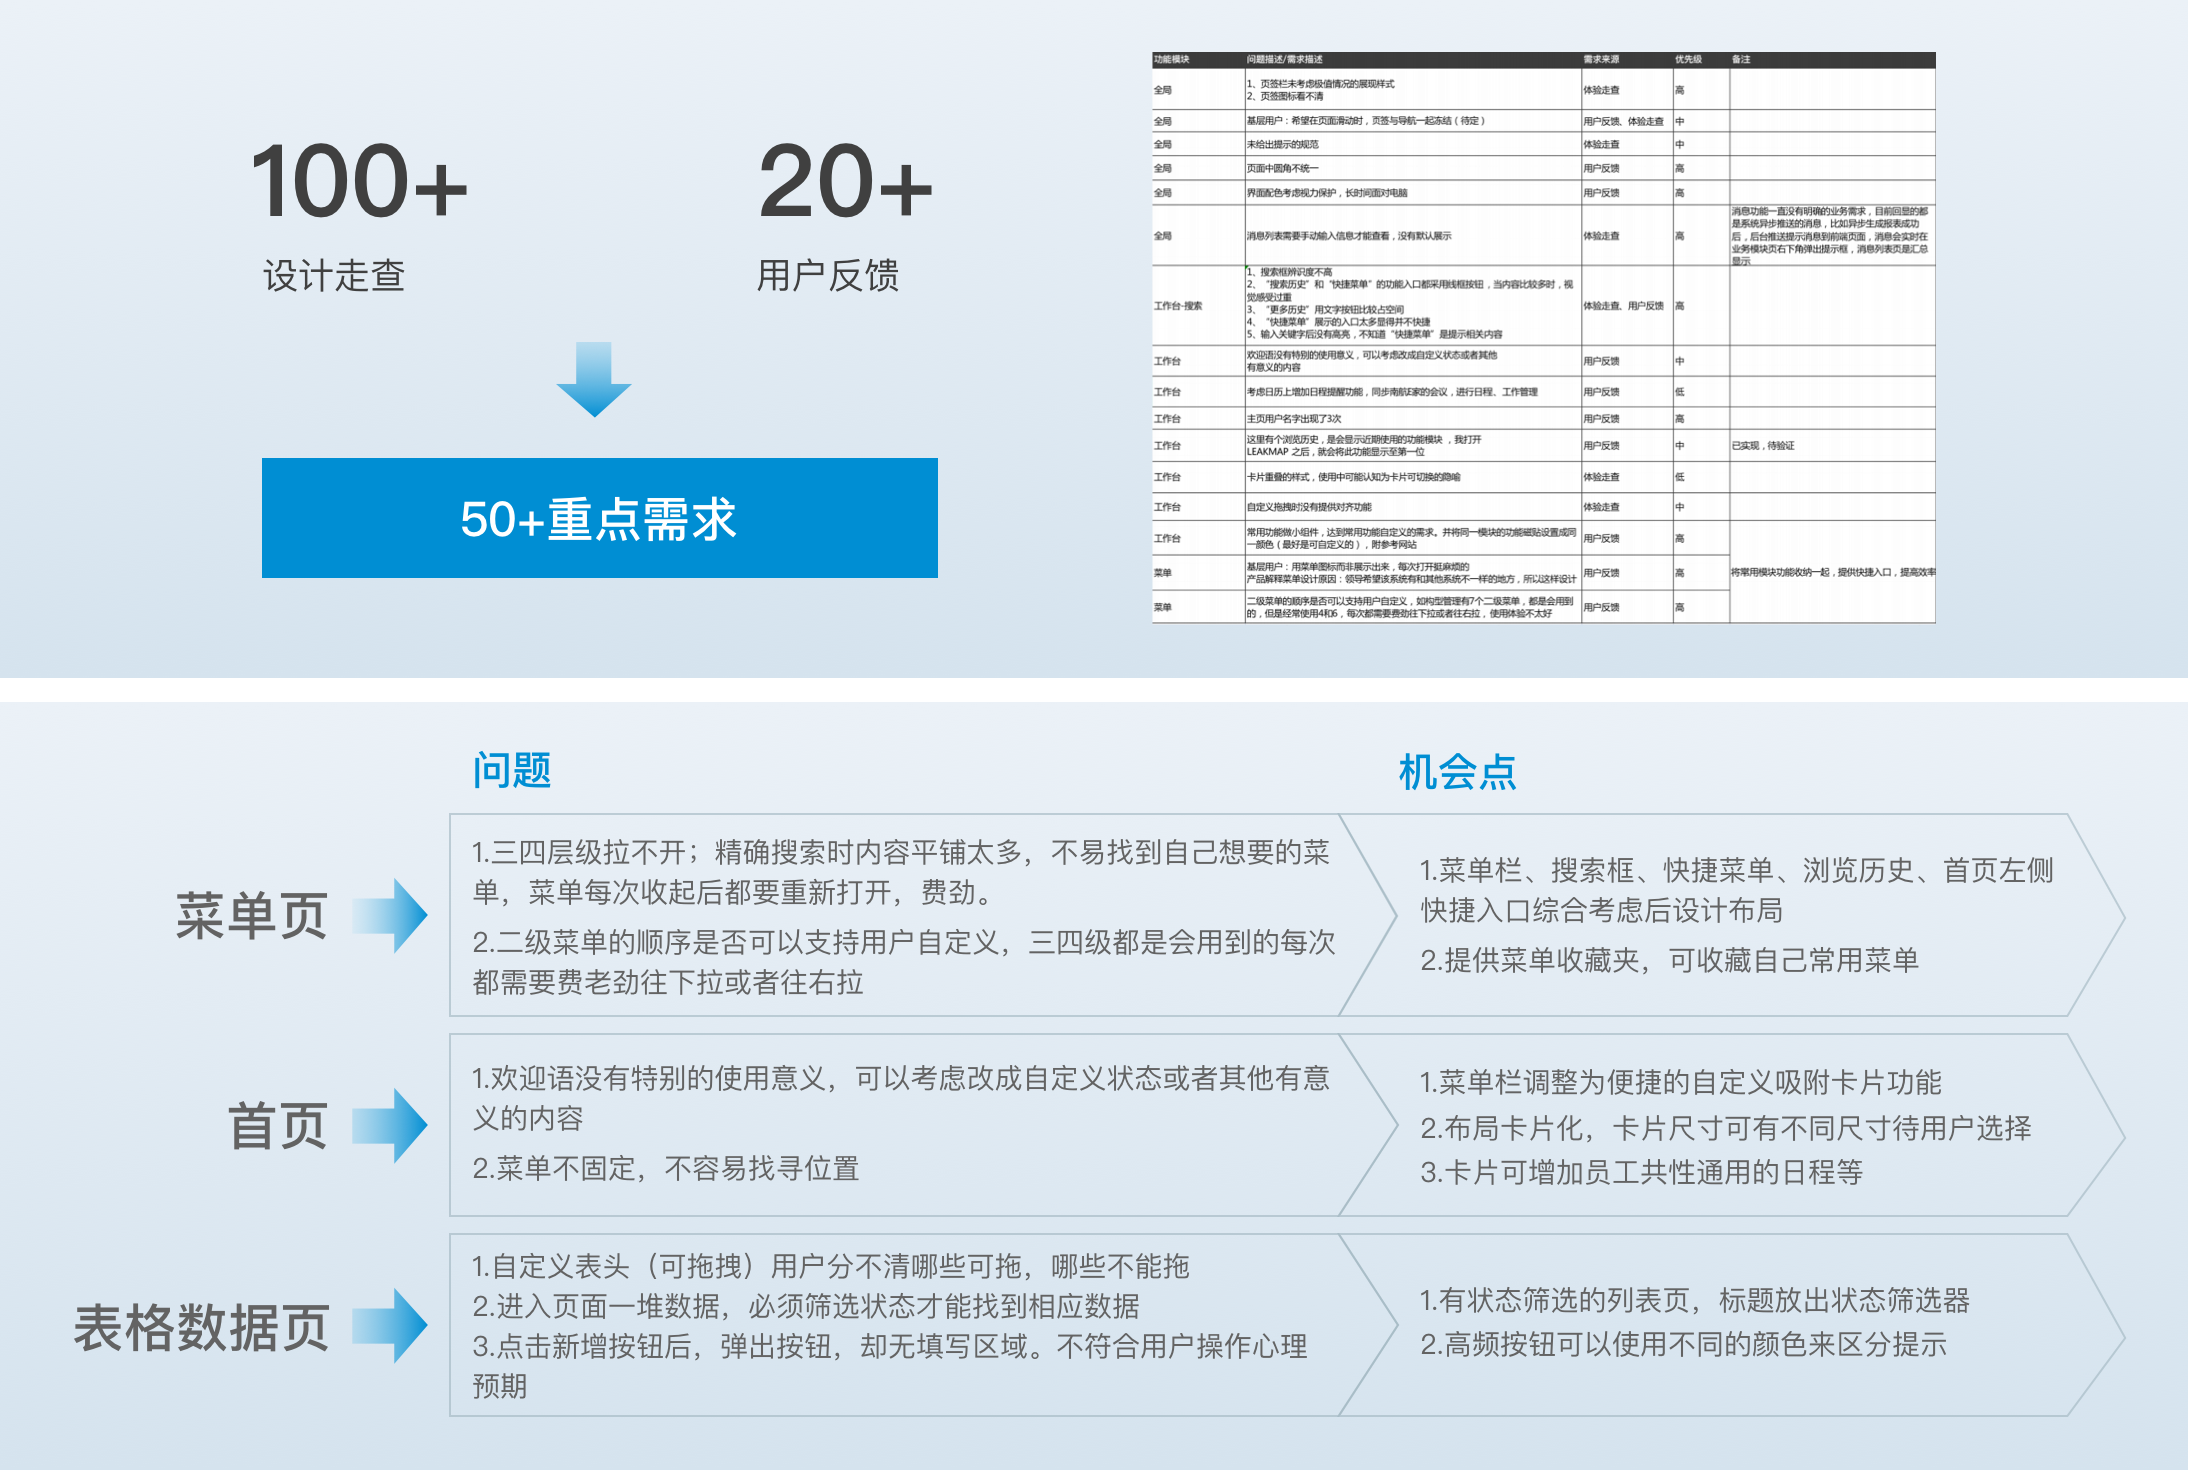 100+
设计走查
20+
用户反馈
50+重点需求
功能模块 问题描述/需求描述 需求来源 优先级 备注
全局 1、页签栏未考虑极值情况的展现样式 体验走查 高
2、页签图标看不清
全局 基层用户：希望在页面滑动时，页签与导航一起冻结（待定） 用户反馈、体验走查 中
全局 未给出提示的规范 体验走查 中
全局 页面中圆角不统一 用户反馈 高
全局 界面配色考虑视力保护，长时间面对电脑 用户反馈 高
全局 消息列表需要手动输入信息才能查看，没有默认展示 体验走查 高
消息功能一直没有明确的业务需求，目前回显的都
是系统异步推送的消息，比如异步生成报表成功
后，后台推送提示消息到前端页面，消息会实时在
业务模块页右下角弹出提示框，消息列表页是汇总
显示
工作台-搜索 体验走查、用户反馈 高
1、搜索框辨识度不高
2、“搜索历史”和“快捷菜单”的功能入口都采用线框按钮，当内容比较多时，视
觉感受过重
3、“更多历史”用文字按钮比较占空间
4、“快捷菜单”展示的入口太多显得并不快捷
5、输入关键字后没有高亮，不知道“快捷菜单”是提示相关内容
工作台 欢迎语没有特别的使用意义，可以考虑改成自定义状态或者其他 用户反馈 中
有意义的内容
工作台 考虑日历上增加日程提醒功能，同步南航E家的会议，进行日程、工作管理 用户反馈 低
工作台 主页用户名字出现了3次 用户反馈 高
工作台 这里有个浏览历史，是会显示近期使用的功能模块 ，我打开 用户反馈 中 已实现，待验证
LEAKMAP 之后，就会将此功能显示至第一位
工作台 卡片重叠的样式，使用中可能认知为卡片可切换的隐喻 体验走查 低
工作台 自定义拖拽时没有提供对齐功能 体验走查 中
工作台 常用功能做小组件，达到常用功能自定义的需求。并将同一模块的功能磁贴设置成同 用户反馈 高
一颜色（最好是可自定义的），附参考网站
菜单 基层用户：用菜单图标而非展示出来，每次打开挺麻烦的 用户反馈 高 将常用模块功能收纳一起，提供快捷入口，提高效率
产品解释菜单设计原因：领导希望该系统有和其他系统不一样的地方，所以这样设计
菜单 二级菜单的顺序是否可以支持用户自定义，如构型管理有7个二级菜单，都是会用到 用户反馈 高
的，但是经常使用4和6，每次都需要费劲往下拉或者往右拉，使用体验不太好
问题
机会点
菜单页
1.三四层级拉不开；精确搜索时内容平铺太多，不易找到自己想要的菜
单，菜单每次收起后都要重新打开，费劲。
2.二级菜单的顺序是否可以支持用户自定义，三四级都是会用到的每次
都需要费老劲往下拉或者往右拉
1.菜单栏、搜索框、快捷菜单、浏览历史、首页左侧
快捷入口综合考虑后设计布局
2.提供菜单收藏夹，可收藏自己常用菜单
首页
1.欢迎语没有特别的使用意义，可以考虑改成自定义状态或者其他有意
义的内容
2.菜单不固定，不容易找寻位置
1.菜单栏调整为便捷的自定义吸附卡片功能
2.布局卡片化，卡片尺寸可有不同尺寸待用户选择
3.卡片可增加员工共性通用的日程等
表格数据页
1.自定义表头（可拖拽）用户分不清哪些可拖，哪些不能拖
2.进入页面一堆数据，必须筛选状态才能找到相应数据
3.点击新增按钮后，弹出按钮，却无填写区域。不符合用户操作心理
预期
1.有状态筛选的列表页，标题放出状态筛选器
2.高频按钮可以使用不同的颜色来区分提示